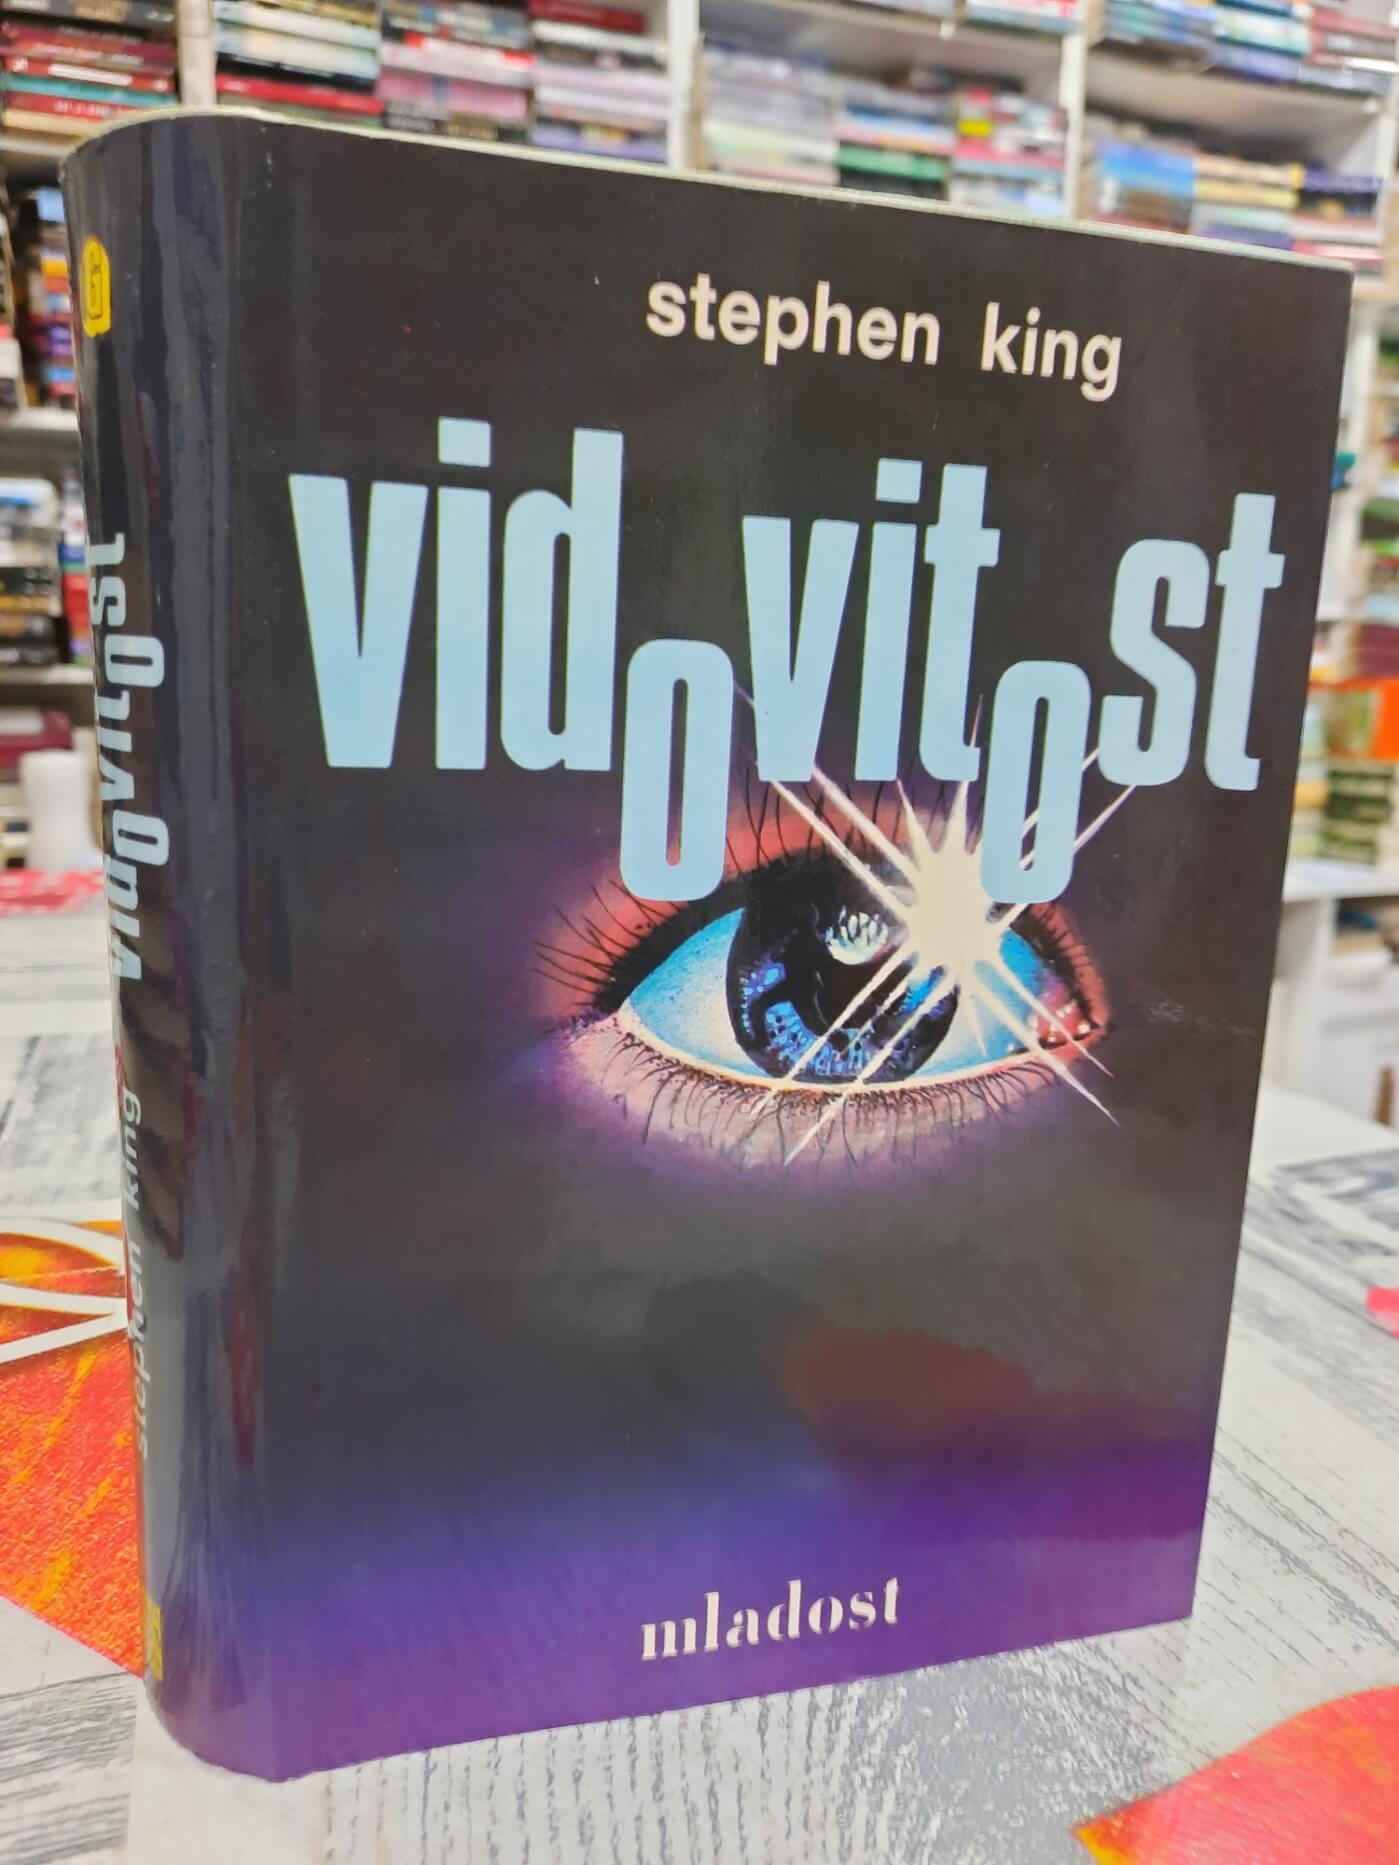 stephen king
vidovitost
mladost
vidovitost
stephen king